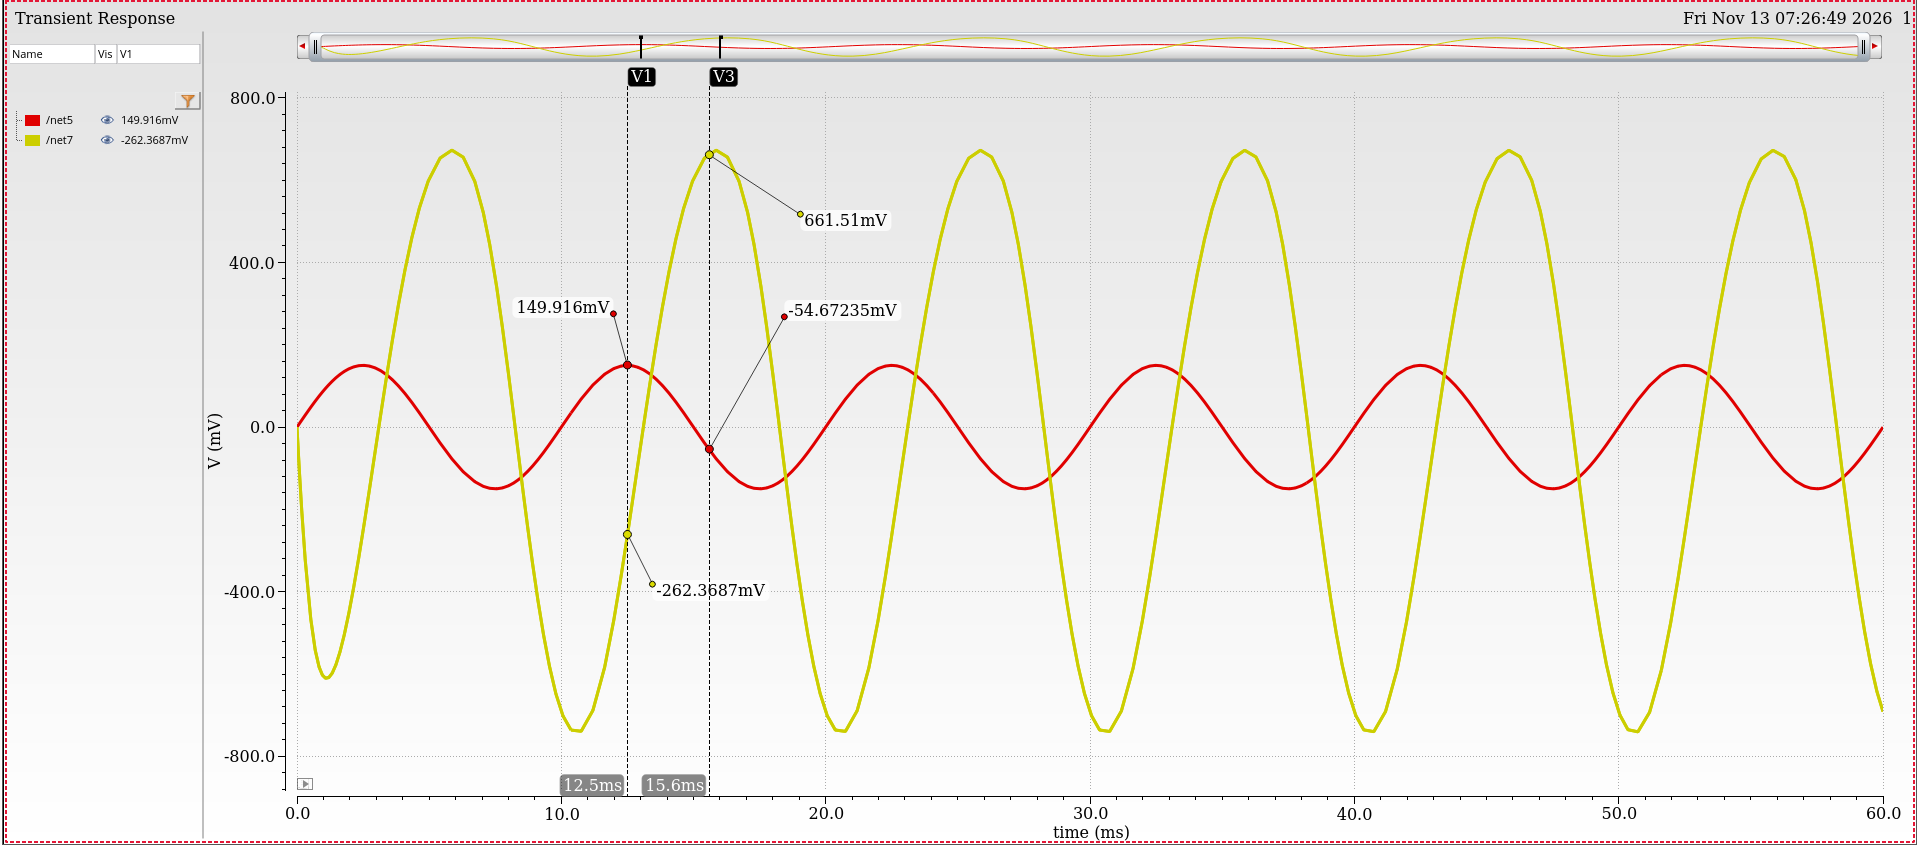 Transient Response
Fri Nov 13 07:26:49 2026 1
Name Vis V1
/net5 149.916mV
/net7 -262.3687mV
V1 V3
800.0
400.0
0.0
-400.0
-800.0
V (mV)
661.51mV
149.916mV
-54.67235mV
-262.3687mV
12.5ms 15.6ms
0.0 10.0 20.0 30.0 40.0 50.0 60.0
time (ms)